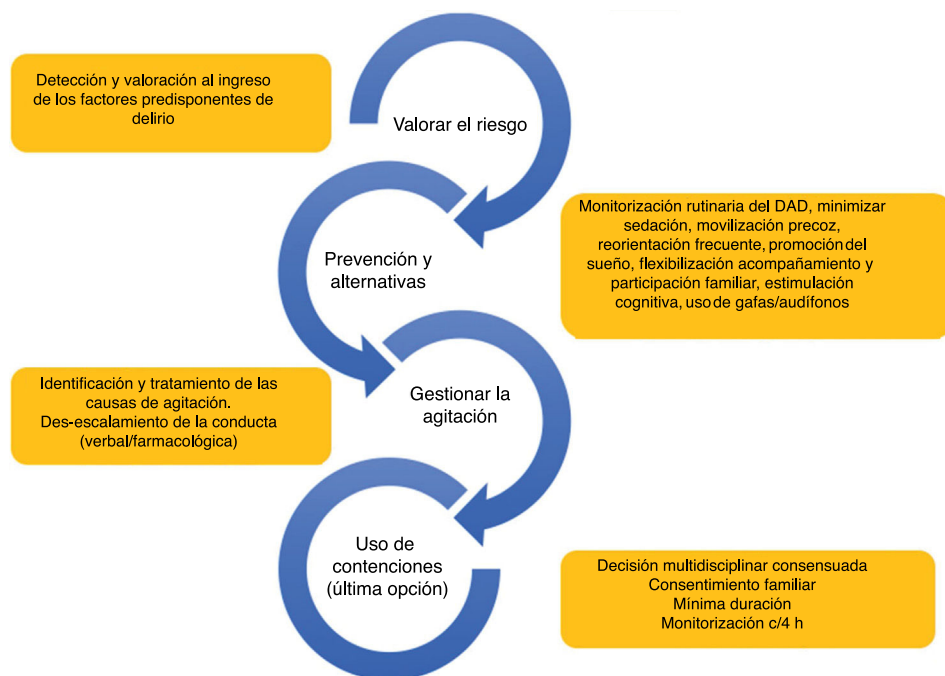 Detección y valoración al ingreso
de los factores predisponentes de
delirio
Valorar el riesgo
Monitorización rutinaria del DAD, minimizar
sedación, movilización precoz,
reorientación frecuente, promoción del
sueño, flexibilización acompañamiento y
participación familiar, estimulación
cognitiva, uso de gafas/audífonos
Prevención y
alternativas
Identificación y tratamiento de las
causas de agitación.
Des-escalamiento de la conducta
(verbal/farmacológica)
Gestionar la
agitación
Uso de
contenciones
(última opción)
Decisión multidisciplinar consensuada
Consentimiento familiar
Mínima duración
Monitorización c/4 h